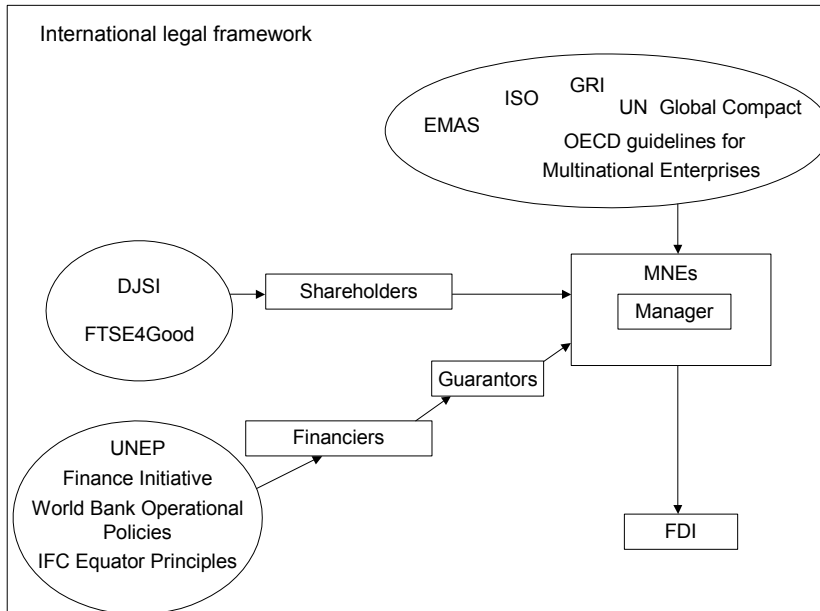 International legal framework
GRI
ISO
UN Global Compact
EMAS
OECD guidelines for
Multinational Enterprises
MNEs
Manager
DJSI
FTSE4Good
Shareholders
Guarantors
Financiers
UNEP
Finance Initiative
World Bank Operational
Policies
IFC Equator Principles
FDI